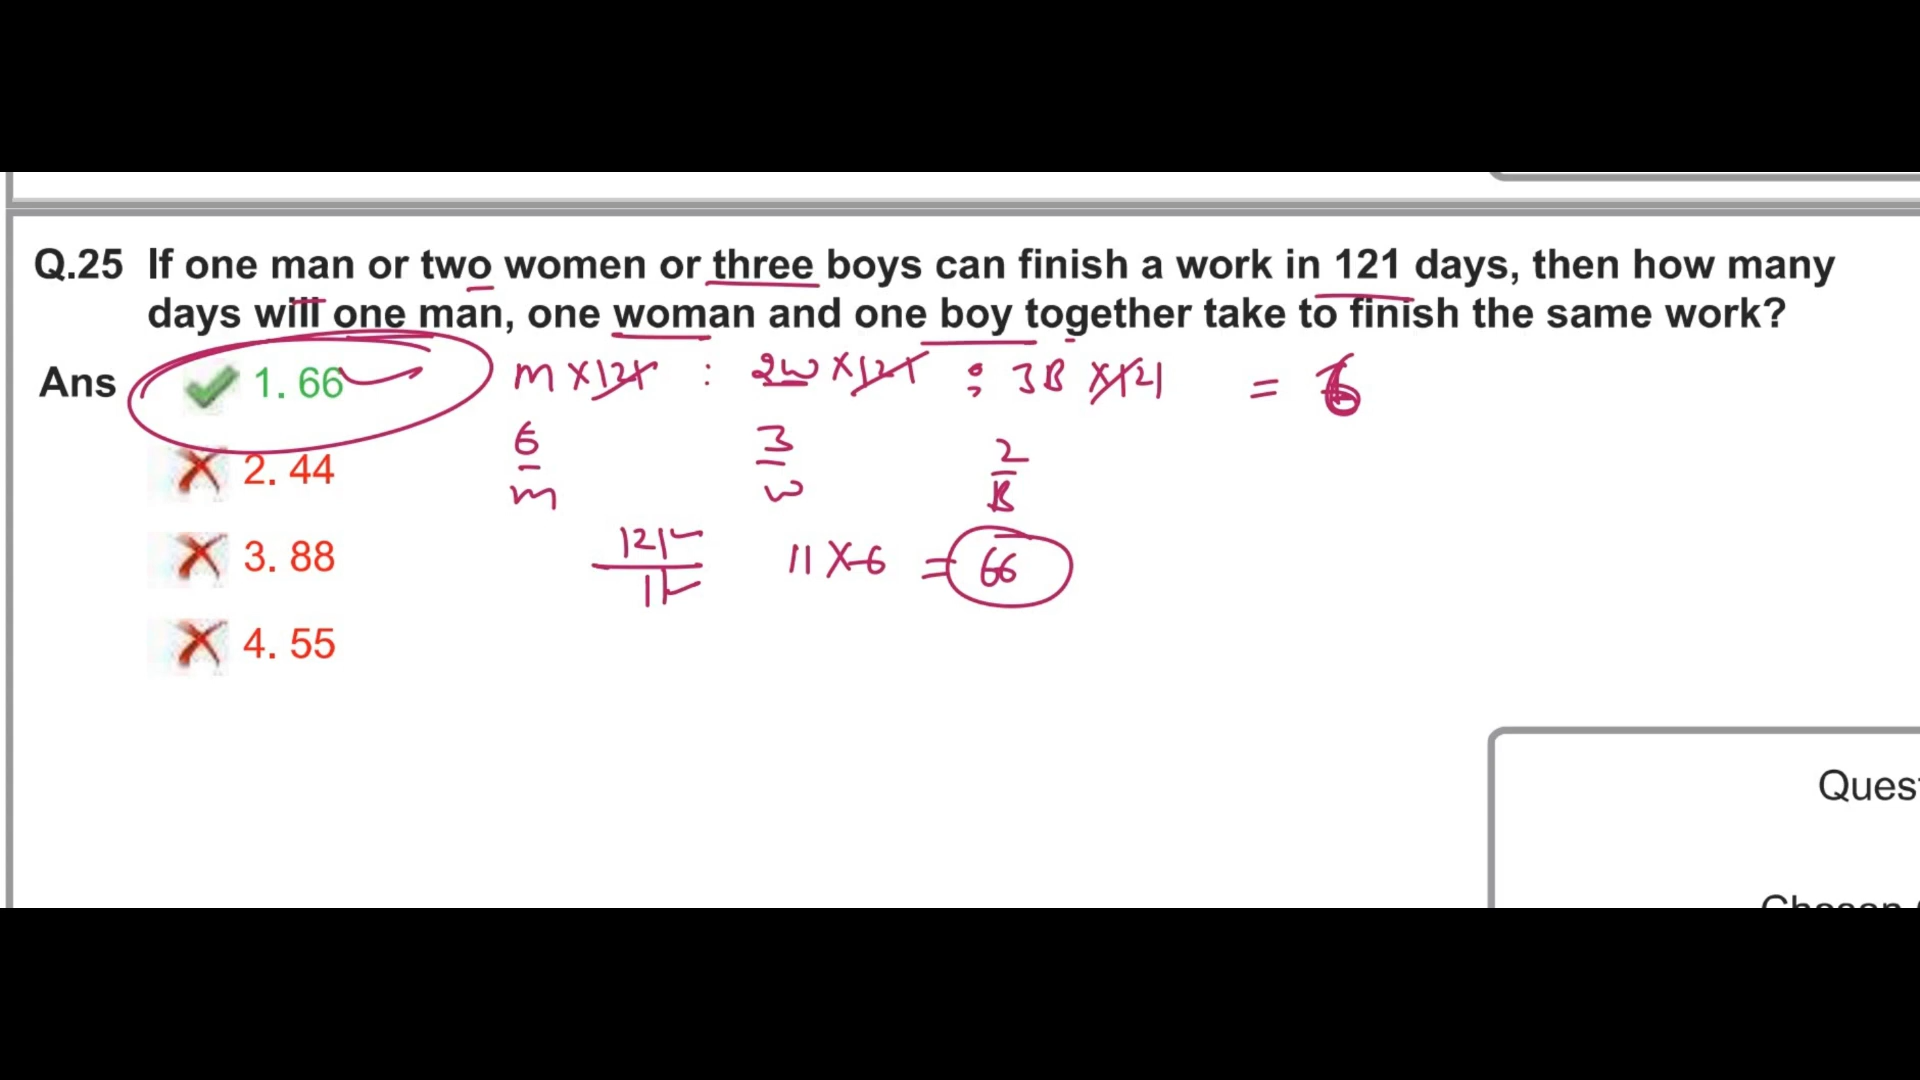 Q.25 If one man or two women or three boys can finish a work in 121 days, then how many
days will one man, one woman and one boy together take to finish the same work?
Ans 1. 66 m×121 : 2w×121 : 3B×121 = 6
2. 44 6/m 3/w 2/B
3. 88 121/11 11×6 = 66
4. 55
Ques